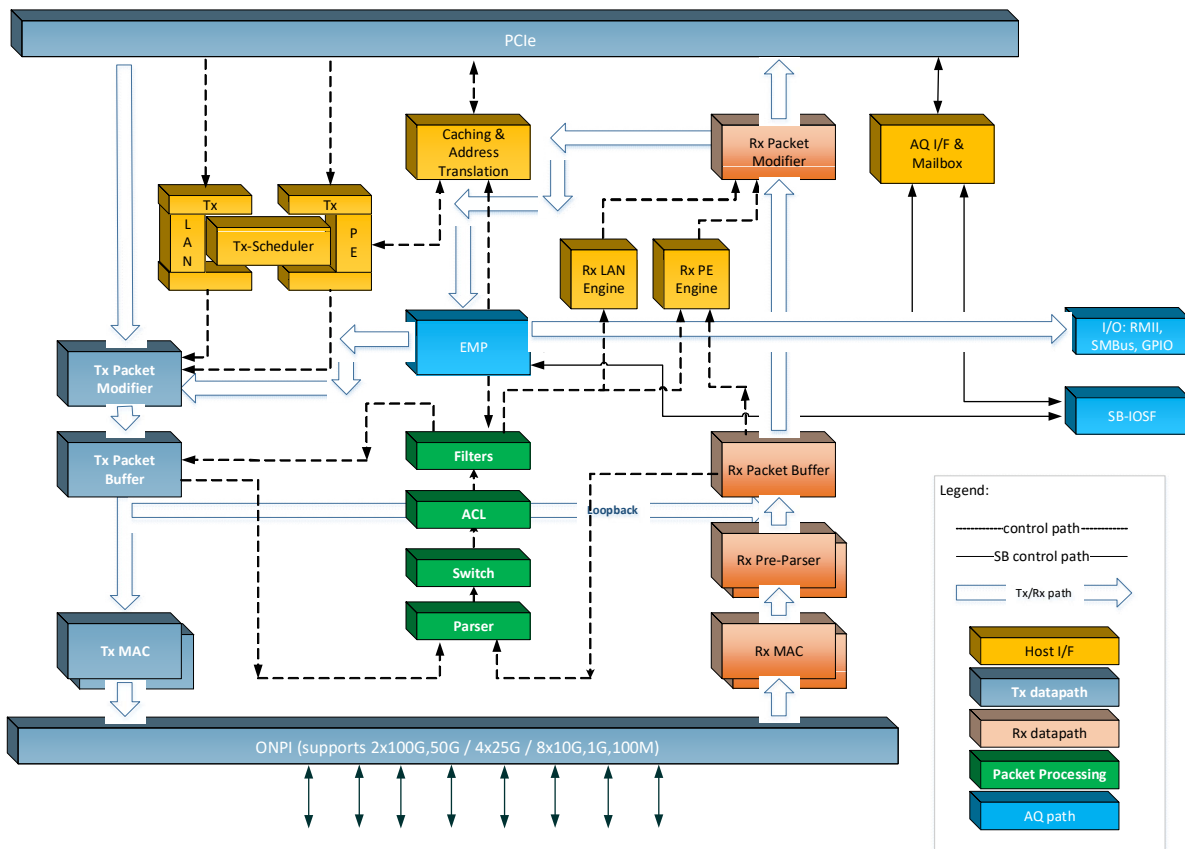 PCIe
Caching &
Address
Translation
Rx Packet
Modifier
AQ I/F &
Mailbox
Tx
Tx
LAN
Tx-Scheduler
PE
Rx LAN
Engine
Rx PE
Engine
EMP
I/O: RMII,
SMBus, GPIO
Tx Packet
Modifier
SB-IOSF
Tx Packet
Buffer
Filters
Rx Packet Buffer
ACL
Loopback
Switch
Rx Pre-Parser
Parser
Tx MAC
Rx MAC
ONPI (supports 2x100G,50G / 4x25G / 8x10G,1G,100M)
Legend:
control path
SB control path
Tx/Rx path
Host I/F
Tx datapath
Rx datapath
Packet Processing
AQ path